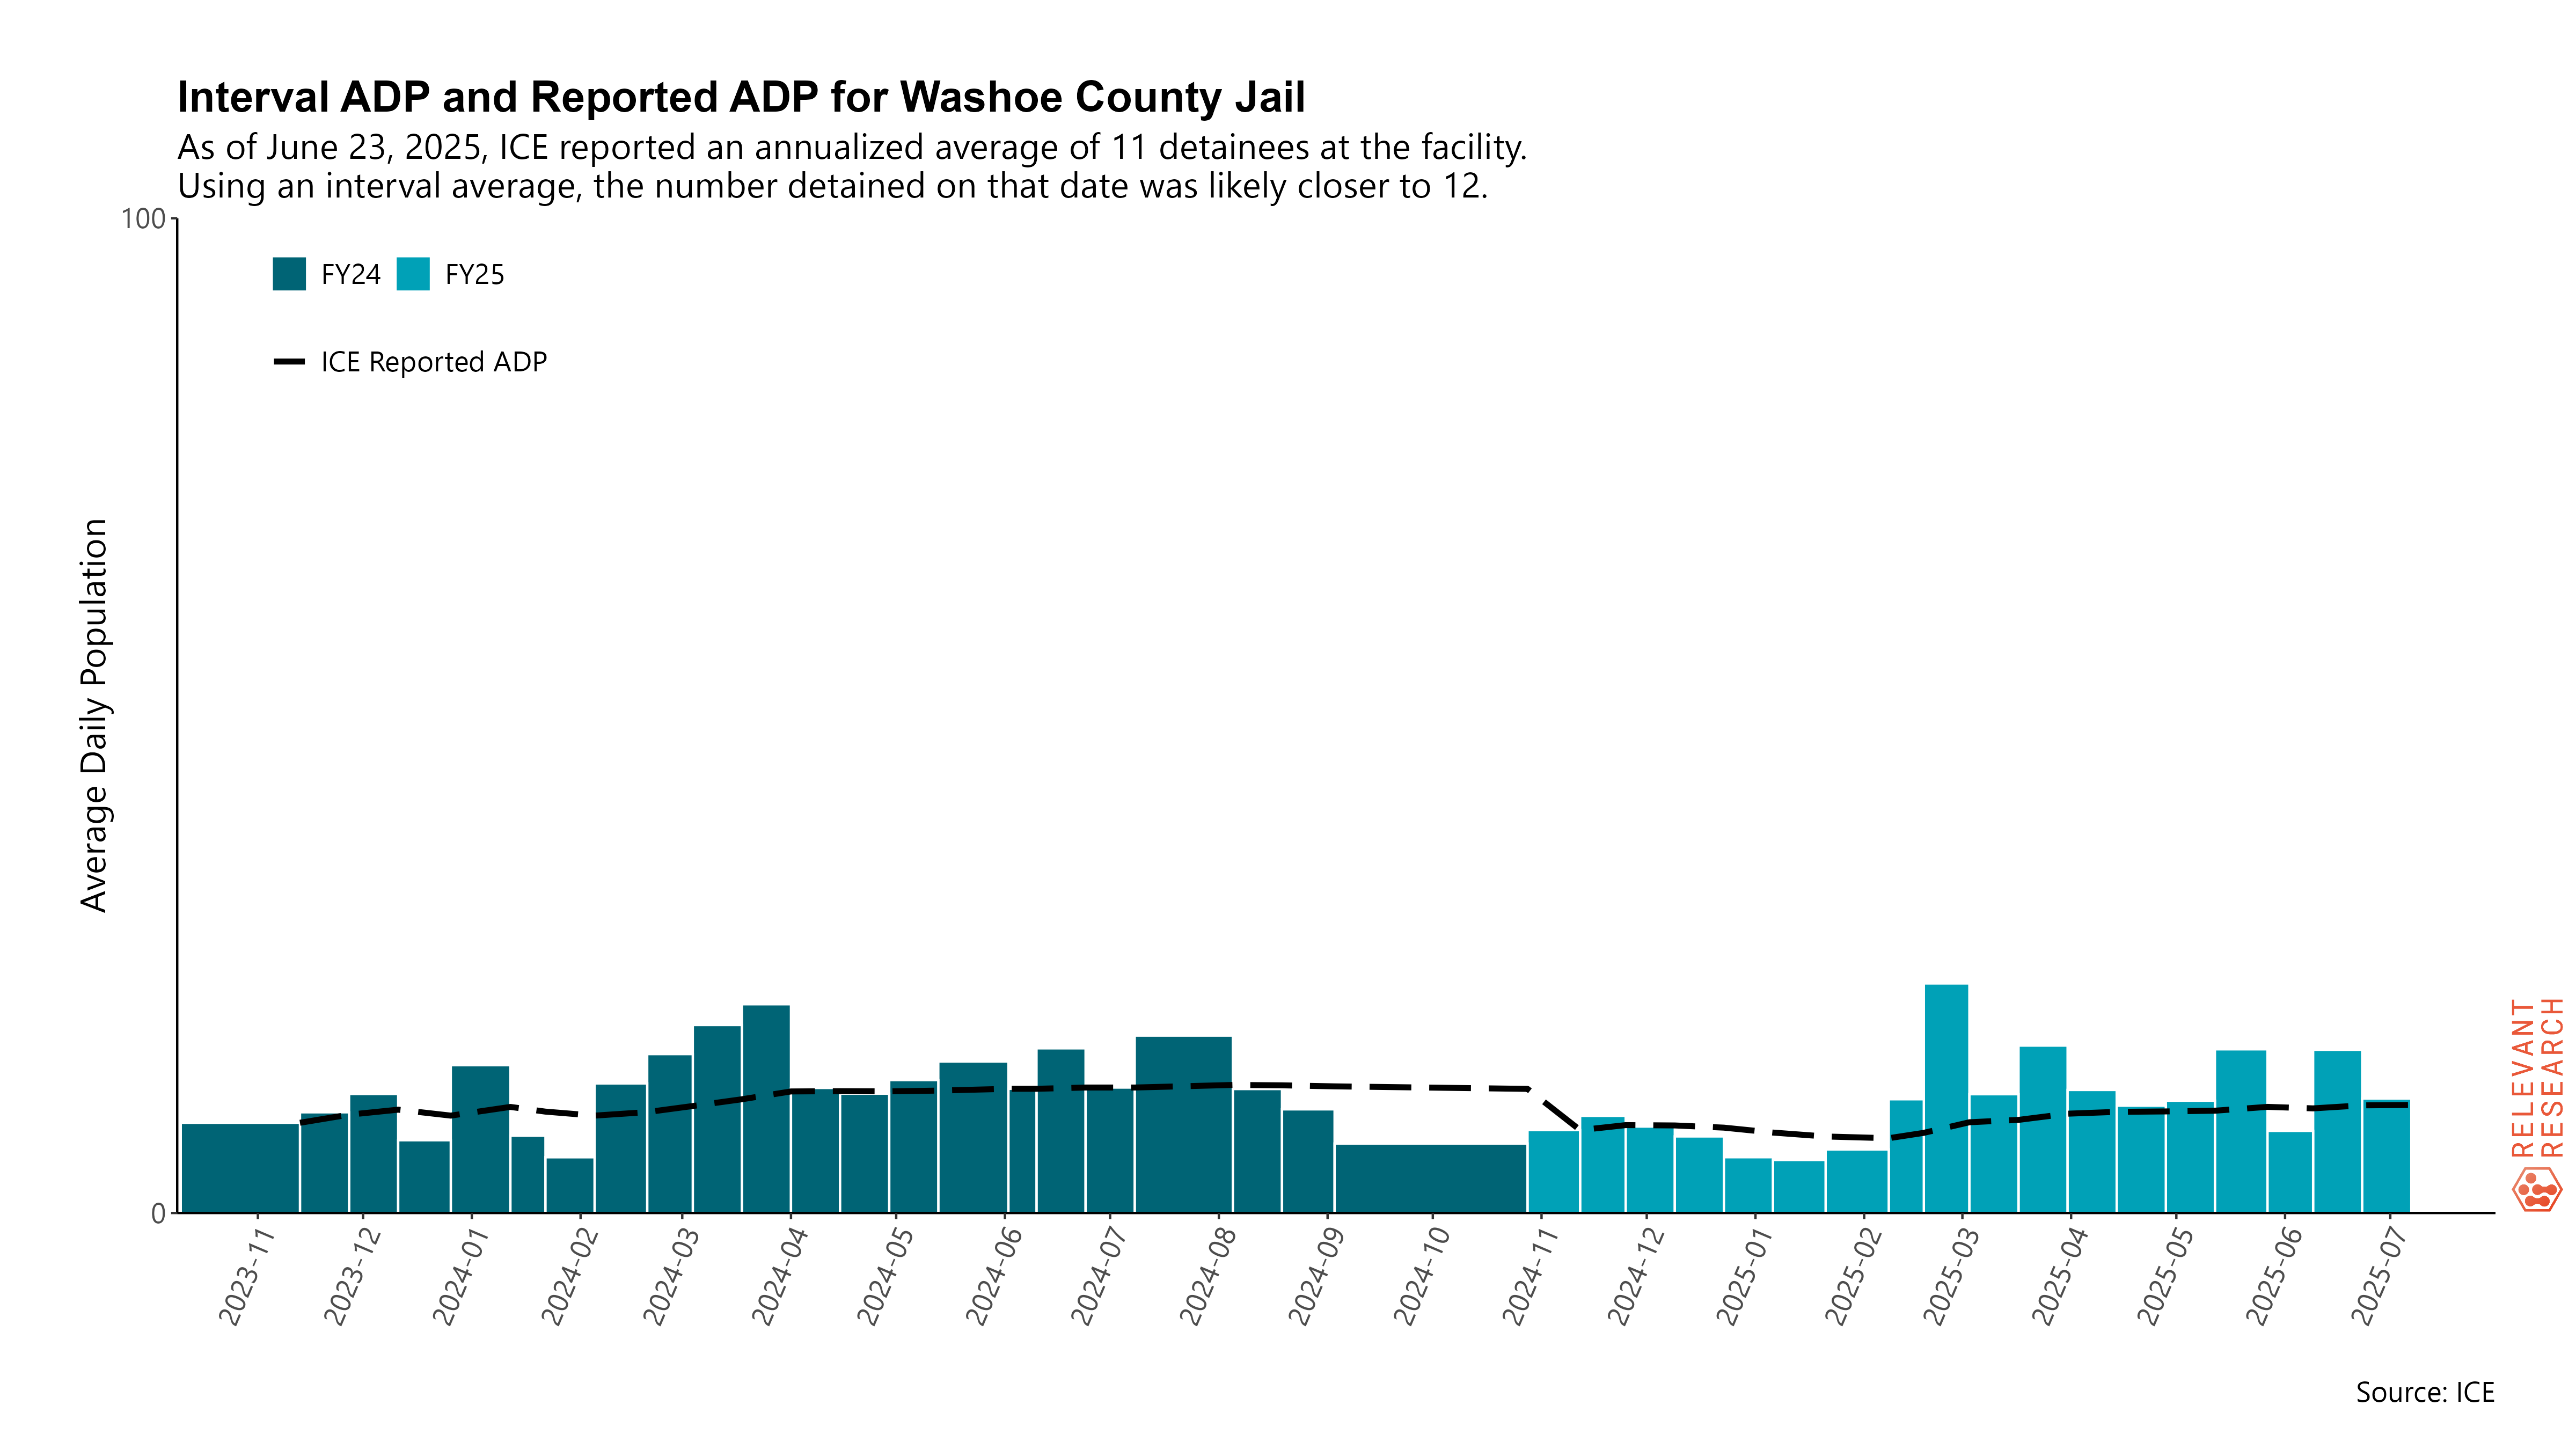 Interval ADP and Reported ADP for Washoe County Jail
As of June 23, 2025, ICE reported an annualized average of 11 detainees at the facility.
Using an interval average, the number detained on that date was likely closer to 12.
100
FY24
FY25
ICE Reported ADP
Average Daily Population
0
2023-11
2023-12
2024-01
2024-02
2024-03
2024-04
2024-05
2024-06
2024-07
2024-08
2024-09
2024-10
2024-11
2024-12
2025-01
2025-02
2025-03
2025-04
2025-05
2025-06
2025-07
RELEVANT
RESEARCH
Source: ICE